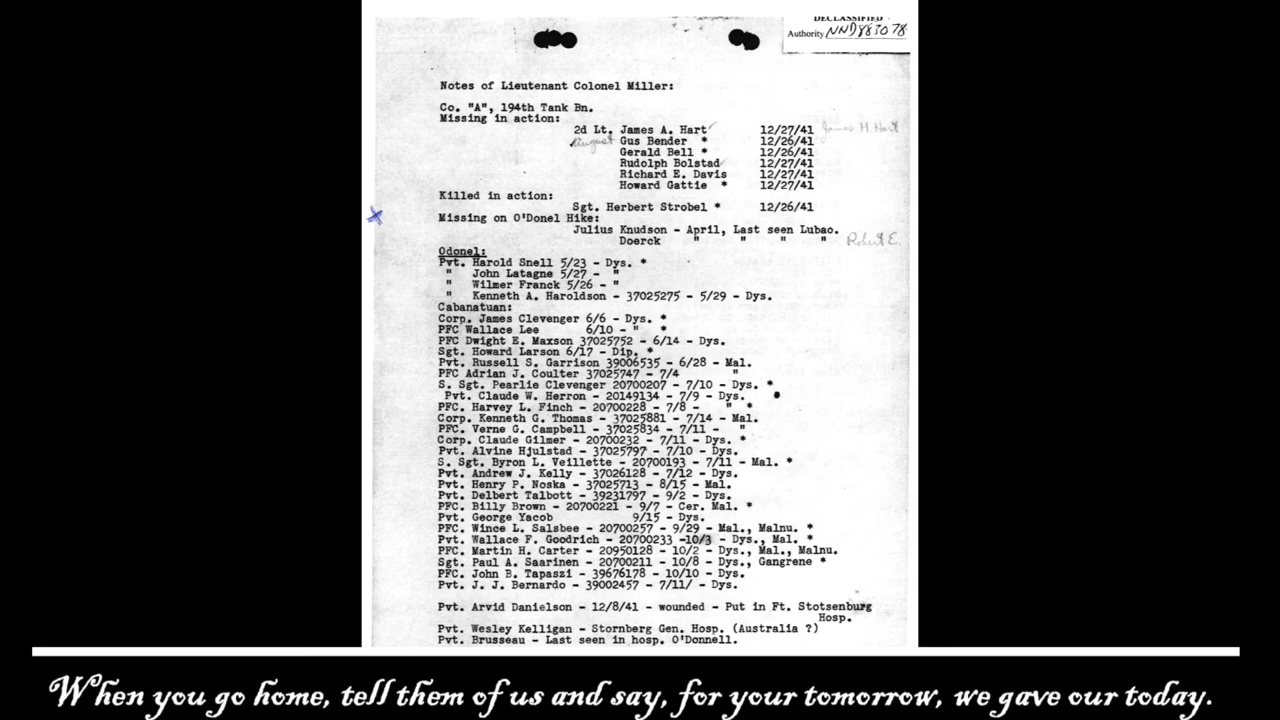 DECLASSIFIED
Authority NND883078
Notes of Lieutenant Colonel Miller:
Co. "A", 194th Tank Bn.
Missing in action:
2d Lt. James A. Hart 12/27/41 James M. Hart
August Gus Bender * 12/26/41
Gerald Bell * 12/26/41
Rudolph Bolstad 12/27/41
Richard E. Davis 12/27/41
Howard Gattie * 12/27/41
Killed in action:
Sgt. Herbert Strobel * 12/26/41
Missing on O'Donel Hike:
Julius Knudson - April, Last seen Lubao.
Doerck " " " " Robert E.
Odonel:
Pvt. Harold Snell 5/23 - Dys. *
" John Latagne 5/27 - "
" Wilmer Franck 5/26 - "
" Kenneth A. Haroldson - 37025275 - 5/29 - Dys.
Cabanatuan:
Corp. James Clevenger 6/6 - Dys. *
PFC Wallace Lee 6/10 - " *
PFC Dwight E. Maxson 37025752 - 6/14 - Dys.
Sgt. Howard Larson 6/17 - Dip. *
Pvt. Russell S. Garrison 39006535 - 6/28 - Mal.
PFC Adrian J. Coulter 37025747 - 7/4 "
S. Sgt. Pearlie Clevenger 20700207 - 7/10 - Dys. *
Pvt. Claude W. Herron - 20149134 - 7/9 - Dys.
PFC. Harvey L. Finch - 20700228 - 7/8 - " *
Corp. Kenneth G. Thomas - 37025881 - 7/14 - Mal.
PFC. Verne G. Campbell - 37025834 - 7/11 - "
Corp. Claude Gilmer - 20700232 - 7/11 - Dys. *
Pvt. Alvine Hjulstad - 37025797 - 7/10 - Dys.
S. Sgt. Byron L. Veillette - 20700193 - 7/11 - Mal. *
Pvt. Andrew J. Kelly - 37026128 - 7/12 - Dys.
Pvt. Henry P. Noska - 37025713 - 8/15 - Mal.
Pvt. Delbert Talbott - 39231797 - 9/2 - Dys.
PFC. Billy Brown - 20700221 - 9/7 - Cer. Mal. *
Pvt. George Yacob 9/15 - Dys.
PFC. Wince L. Salsbee - 20700257 - 9/29 - Mal., Malnu. *
Pvt. Wallace F. Goodrich - 20700233 -10/3 - Dys., Mal. *
PFC. Martin H. Carter - 20950128 - 10/2 - Dys., Mal., Malnu.
Sgt. Paul A. Saarinen - 20700211 - 10/8 - Dys., Gangrene *
PFC. John B. Tapaszi - 39676178 - 10/10 - Dys.
Pvt. J. J. Bernardo - 39002457 - 7/11/ - Dys.
Pvt. Arvid Danielson - 12/8/41 - wounded - Put in Ft. Stotsenburg
Hosp.
Pvt. Wesley Kelligan - Stornberg Gen. Hosp. (Australia ?)
Pvt. Brusseau - Last seen in hosp. O'Donnell.
When you go home, tell them of us and say, for your tomorrow, we gave our today.